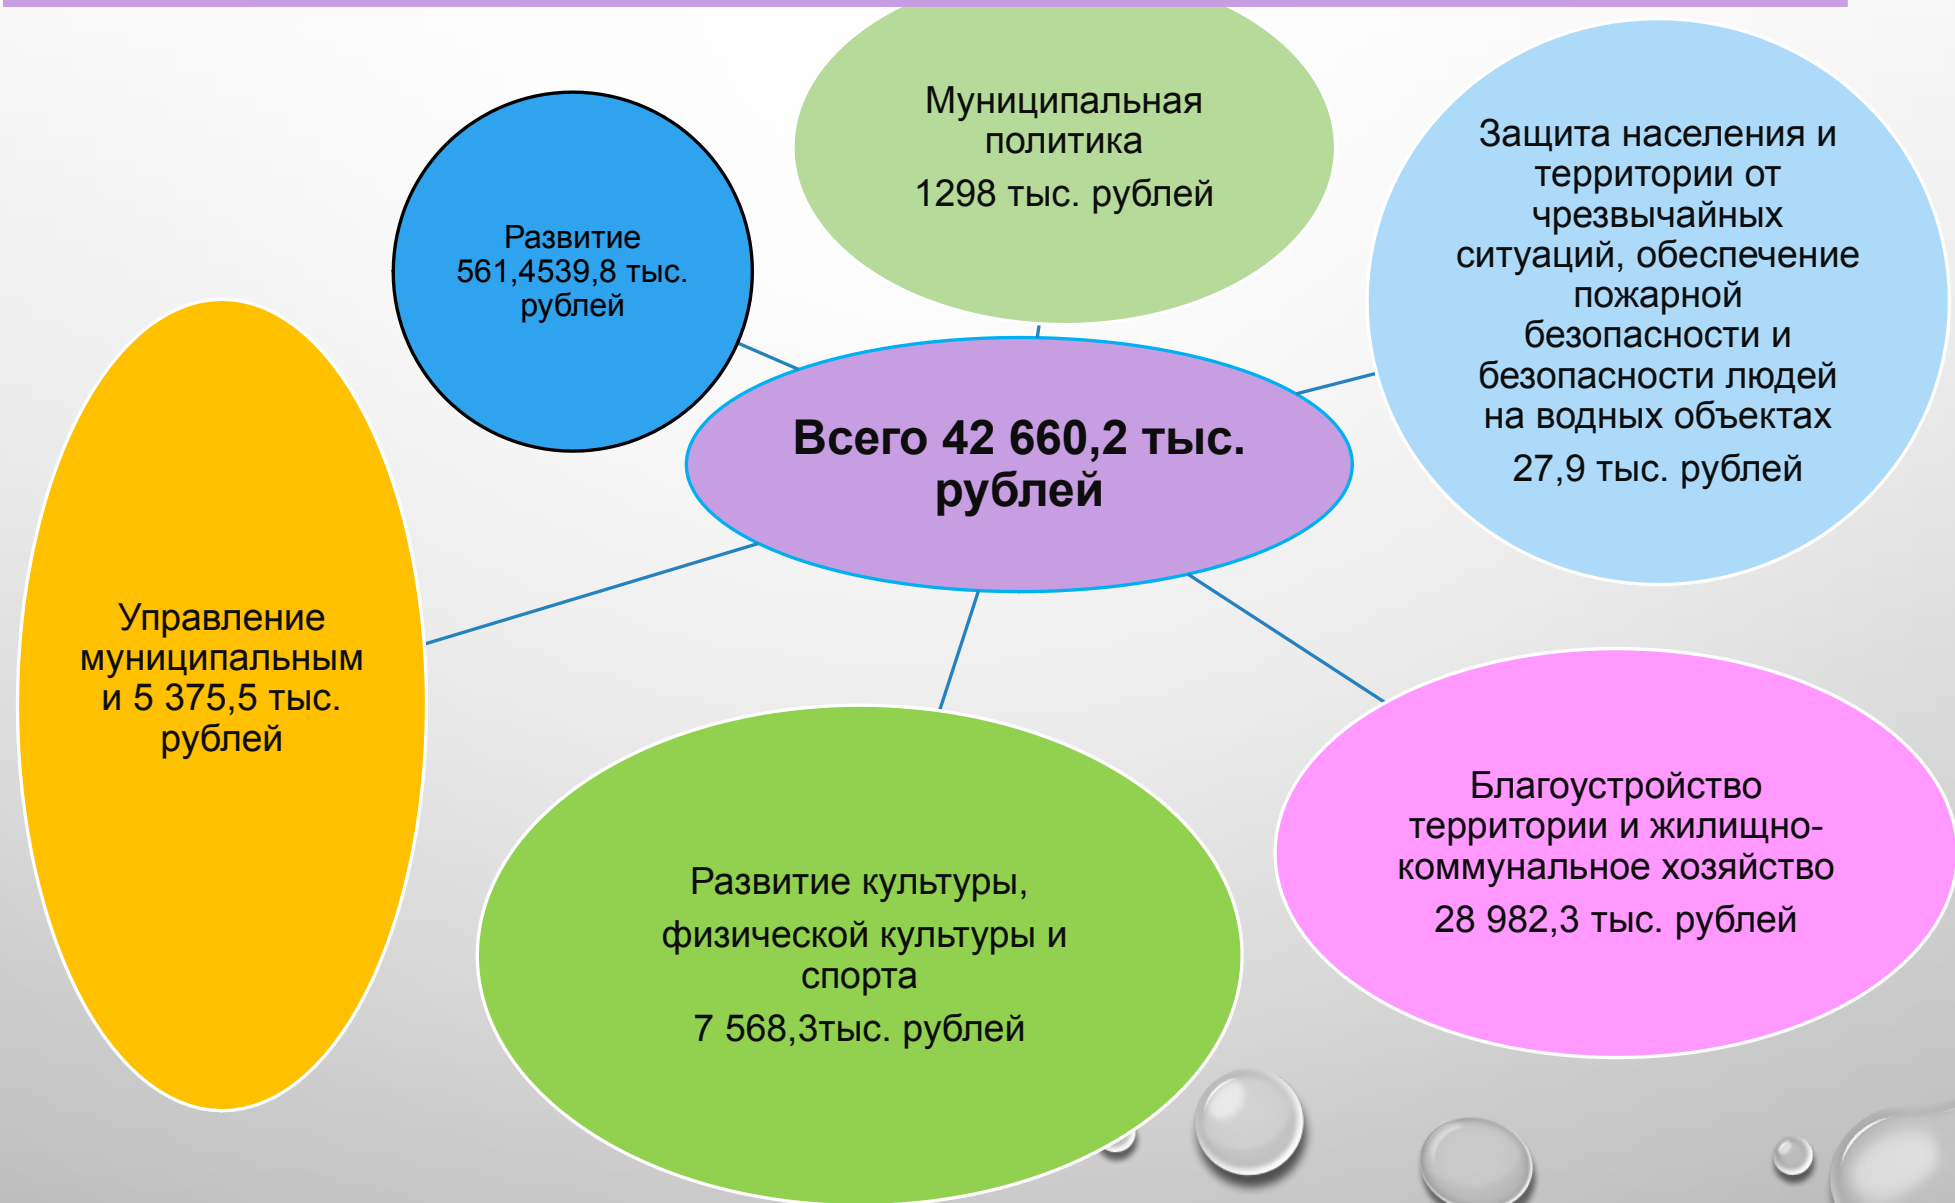 Муниципальная
политика
1298 тыс. рублей
Защита населения и
территории от
чрезвычайных
ситуаций, обеспечение
пожарной
безопасности и
безопасности людей
на водных объектах
27,9 тыс. рублей
Развитие
561,4539,8 тыс.
рублей
Всего 42 660,2 тыс.
рублей
Управление
муниципальным
и 5 375,5 тыс.
рублей
Благоустройство
территории и жилищно-
коммунальное хозяйство
28 982,3 тыс. рублей
Развитие культуры,
физической культуры и
спорта
7 568,3тыс. рублей